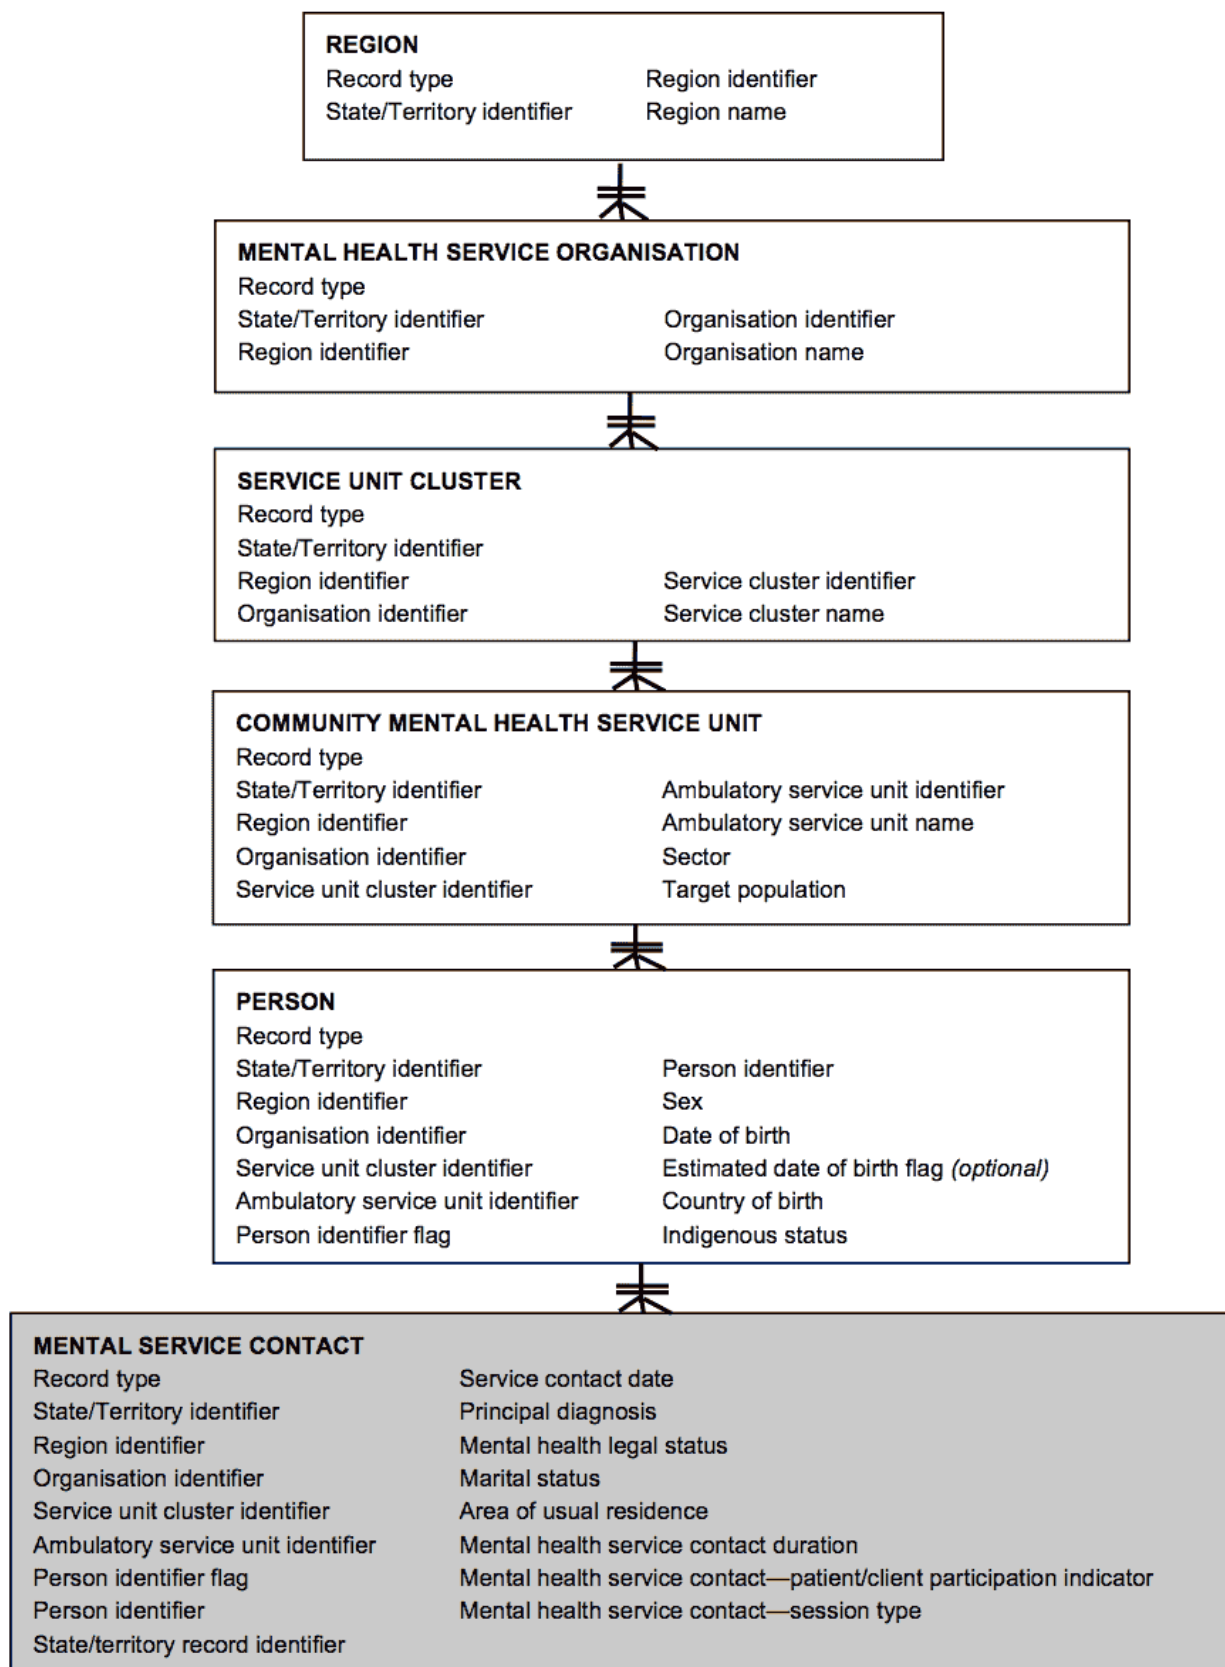 REGION
Record type Region identifier
State/Territory identifier Region name
MENTAL HEALTH SERVICE ORGANISATION
Record type
State/Territory identifier Organisation identifier
Region identifier Organisation name
SERVICE UNIT CLUSTER
Record type
State/Territory identifier
Region identifier Service cluster identifier
Organisation identifier Service cluster name
COMMUNITY MENTAL HEALTH SERVICE UNIT
Record type
State/Territory identifier Ambulatory service unit identifier
Region identifier Ambulatory service unit name
Organisation identifier Sector
Service unit cluster identifier Target population
PERSON
Record type
State/Territory identifier Person identifier
Region identifier Sex
Organisation identifier Date of birth
Service unit cluster identifier Estimated date of birth flag (optional)
Ambulatory service unit identifier Country of birth
Person identifier flag Indigenous status
MENTAL SERVICE CONTACT
Record type Service contact date
State/Territory identifier Principal diagnosis
Region identifier Mental health legal status
Organisation identifier Marital status
Service unit cluster identifier Area of usual residence
Ambulatory service unit identifier Mental health service contact duration
Person identifier flag Mental health service contact—patient/client participation indicator
Person identifier Mental health service contact—session type
State/territory record identifier